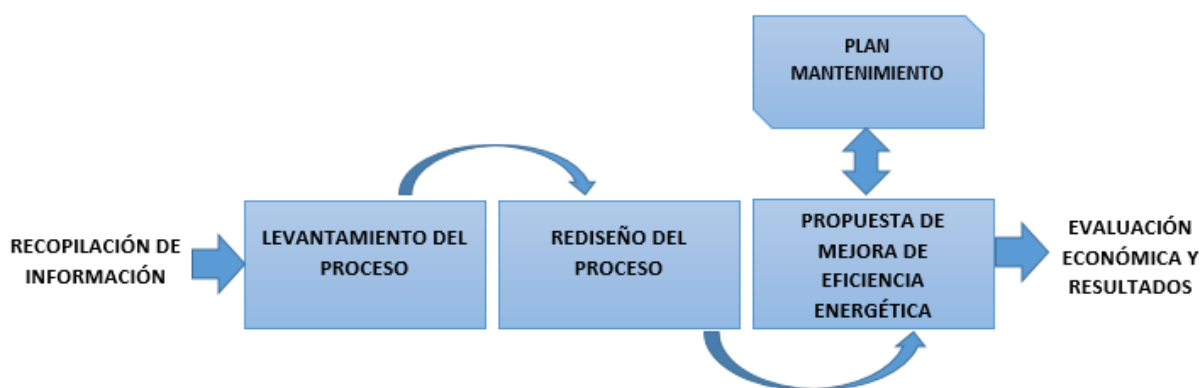 PLAN
MANTENIMIENTO
RECOPILACIÓN DE
INFORMACIÓN
LEVANTAMIENTO DEL
PROCESO
REDISEÑO DEL
PROCESO
PROPUESTA DE
MEJORA DE
EFICIENCIA
ENERGÉTICA
EVALUACIÓN
ECONÓMICA Y
RESULTADOS